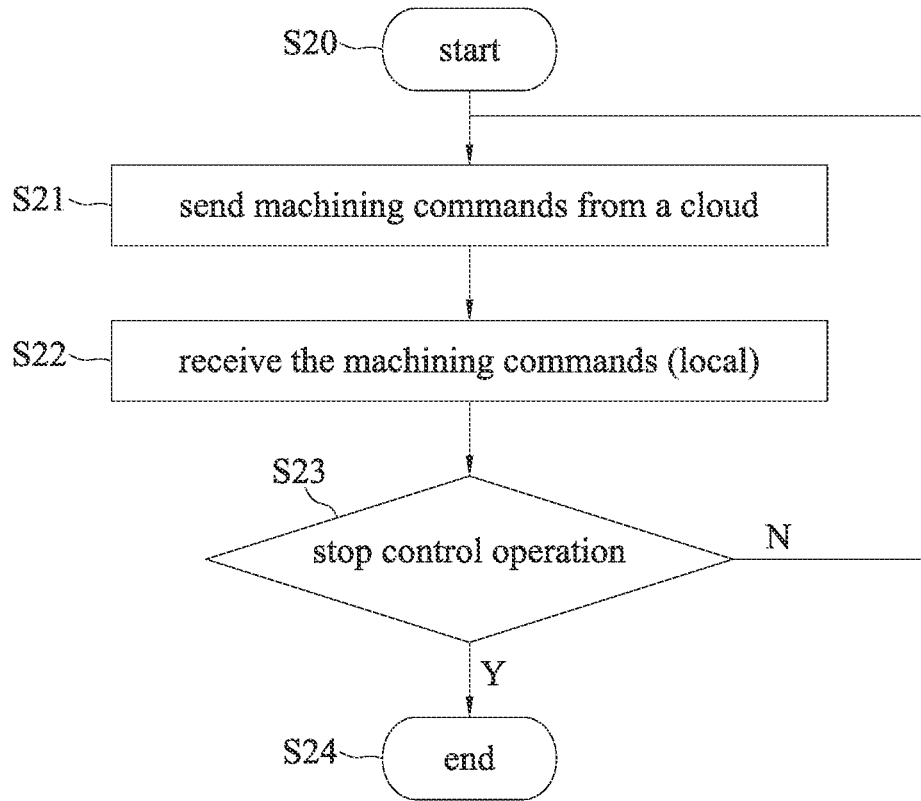 S20
start
S21
send machining commands from a cloud
S22
receive the machining commands (local)
S23
stop control operation
N
Y
S24
end